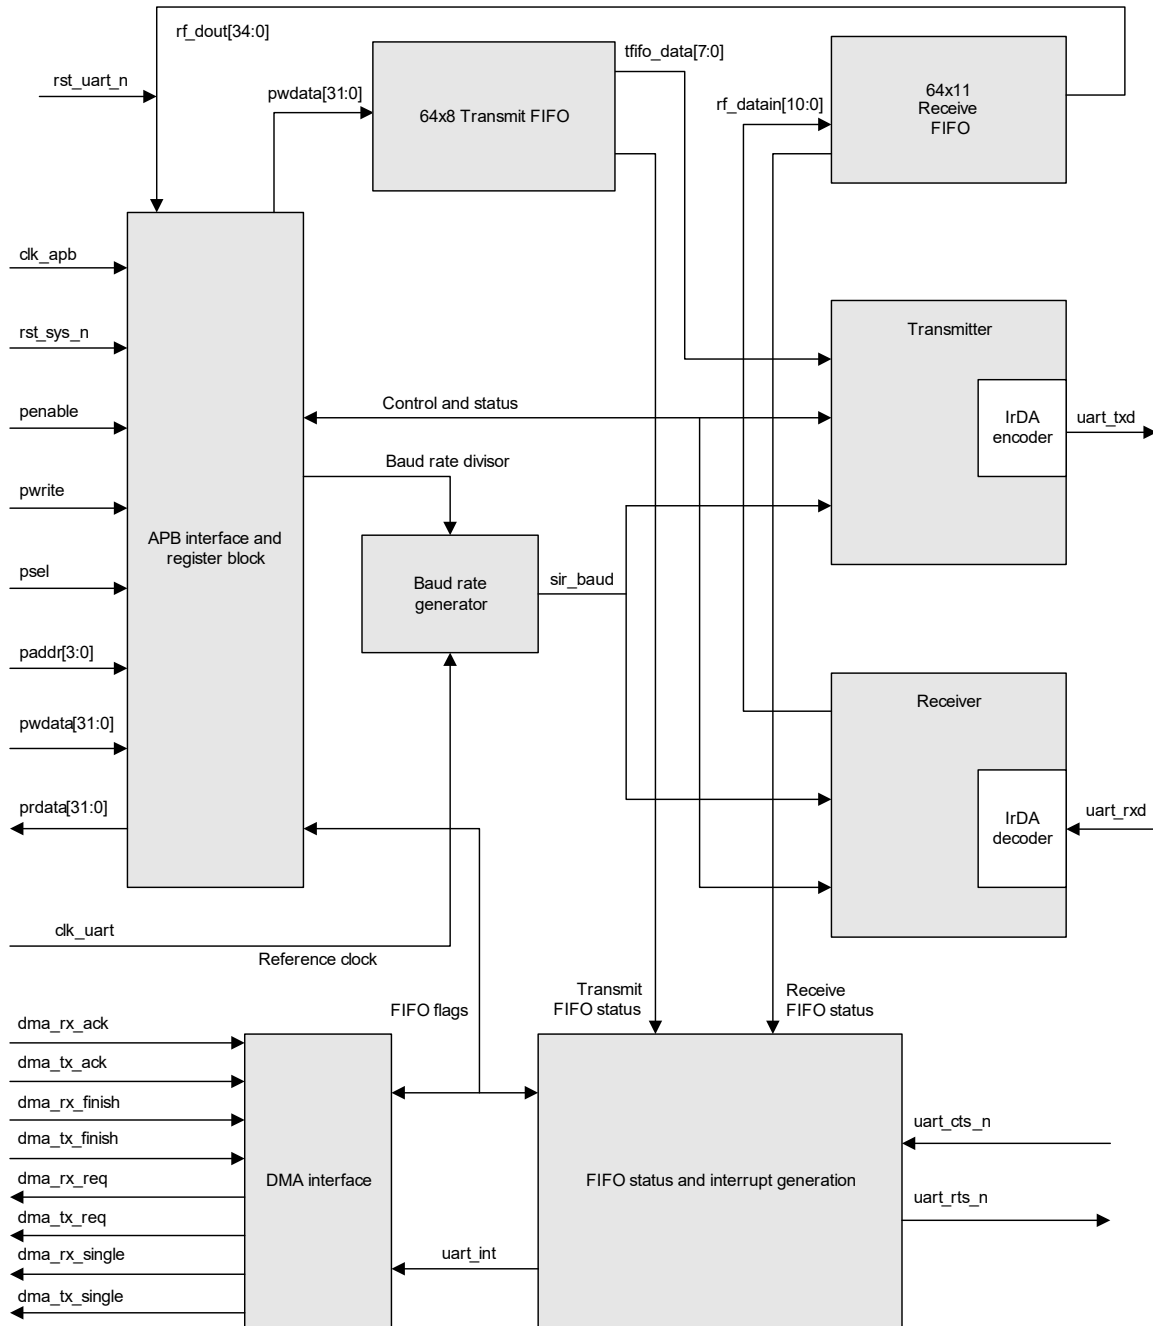 rf_dout[34:0]
rst_uart_n
pwdata[31:0]
64x8 Transmit FIFO
tfifo_data[7:0]
rf_datain[10:0]
64x11
Receive
FIFO
clk_apb
rst_sys_n
penable
pwrite
psel
paddr[3:0]
pwdata[31:0]
prdata[31:0]
APB interface and
register block
Control and status
Baud rate divisor
Baud rate
generator
sir_baud
Transmitter
IrDA
encoder
uart_txd
Receiver
IrDA
decoder
uart_rxd
clk_uart
Reference clock
FIFO flags
Transmit
FIFO status
Receive
FIFO status
dma_rx_ack
dma_tx_ack
dma_rx_finish
dma_tx_finish
dma_rx_req
dma_tx_req
dma_rx_single
dma_tx_single
DMA interface
uart_int
FIFO status and interrupt generation
uart_cts_n
uart_rts_n